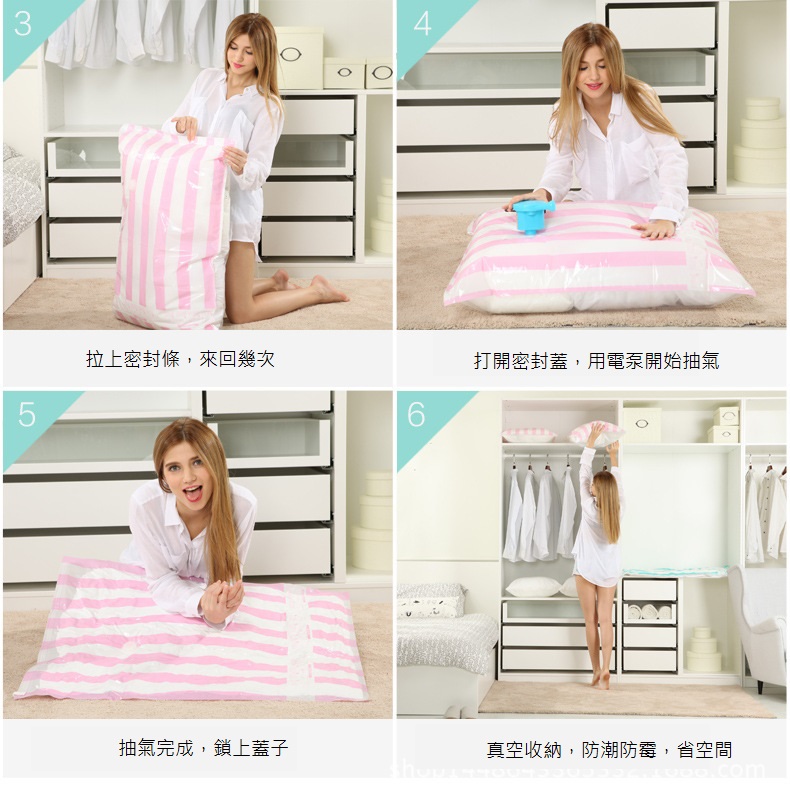 3
4
拉上密封條，來回幾次
打開密封蓋，用電泵開始抽氣
5
6
抽氣完成，鎖上蓋子
真空收納，防潮防霉，省空間